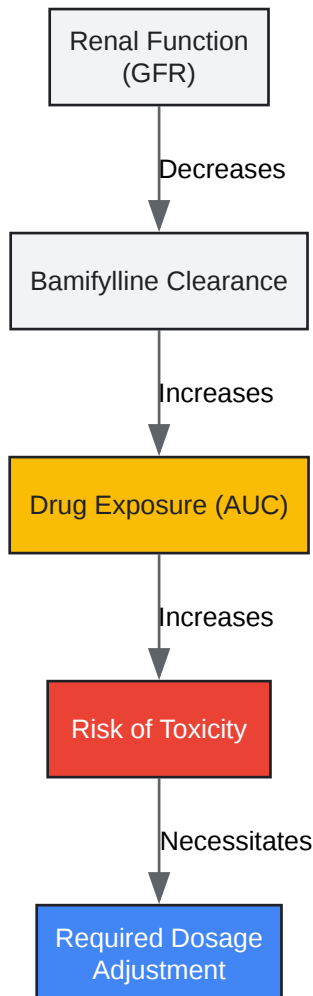 Renal Function
(GFR)
Decreases
Bamifylline Clearance
Increases
Drug Exposure (AUC)
Increases
Risk of Toxicity
Necessitates
Required Dosage
Adjustment